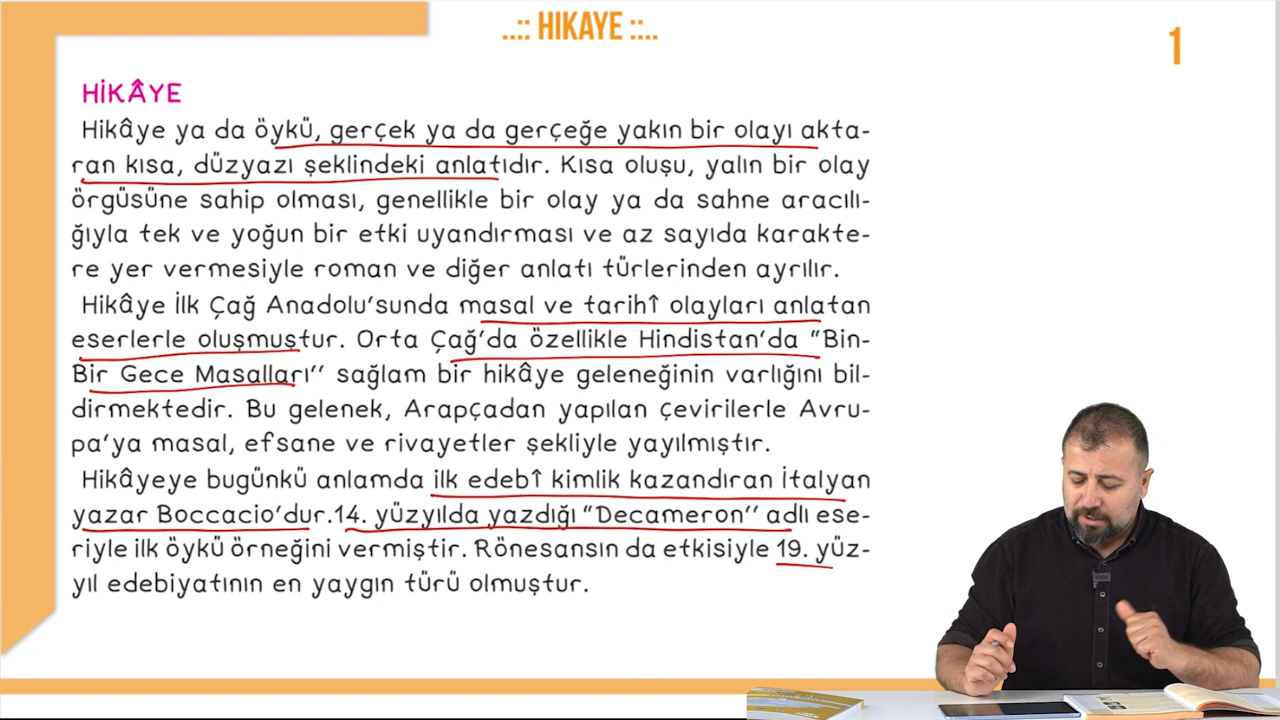 ..:: HIKAYE ::..
1
HİKÂYE
Hikâye ya da öykü, gerçek ya da gerçeğe yakın bir olayı akta-
ran kısa, düzyazı şeklindeki anlatıdır. Kısa oluşu, yalın bir olay
örgüsüne sahip olması, genellikle bir olay ya da sahne aracılı-
ğıyla tek ve yoğun bir etki uyandırması ve az sayıda karakte-
re yer vermesiyle roman ve diğer anlatı türlerinden ayrılır.
Hikâye İlk Çağ Anadolu'sunda masal ve tarihî olayları anlatan
eserlerle oluşmuştur. Orta Çağ'da özellikle Hindistan'da "Bin-
Bir Gece Masalları'' sağlam bir hikâye geleneğinin varlığını bil-
dirmektedir. Bu gelenek, Arapçadan yapılan çevirilerle Avru-
pa'ya masal, efsane ve rivayetler şekliyle yayılmıştır.
Hikâyeye bugünkü anlamda ilk edebî kimlik kazandıran İtalyan
yazar Boccacio'dur.14. yüzyılda yazdığı "Decameron'' adlı ese-
riyle ilk öykü örneğini vermiştir. Rönesansın da etkisiyle 19. yüz-
yıl edebiyatının en yaygın türü olmuştur.